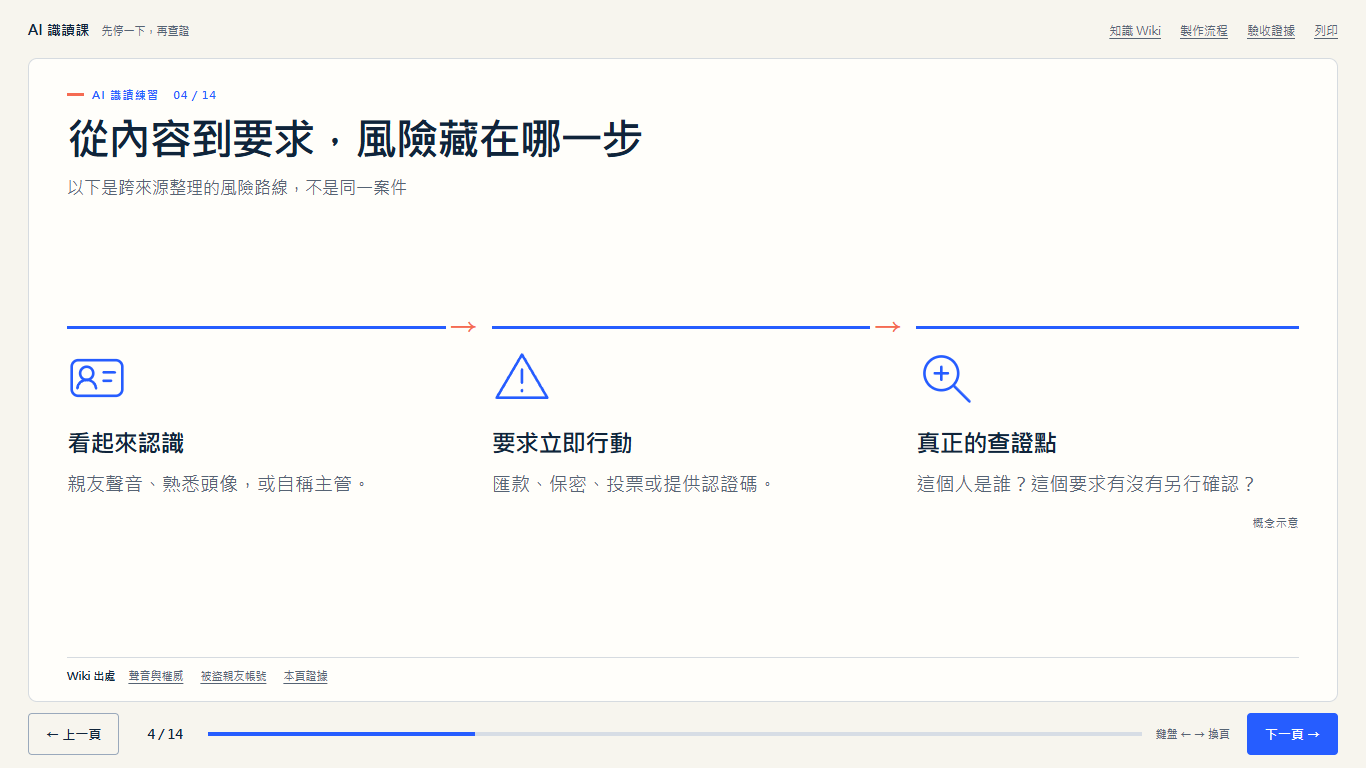 AI 識讀課 先停一下，再查證
知識 Wiki 製作流程 驗收證據 列印
AI 識讀練習 04 / 14
從內容到要求，風險藏在哪一步
以下是跨來源整理的風險路線，不是同一案件
→ →
看起來認識
親友聲音、熟悉頭像，或自稱主管。
要求立即行動
匯款、保密、投票或提供認證碼。
真正的查證點
這個人是誰？這個要求有沒有另行確認？
概念示意
Wiki 出處 聲音與權威 被盜親友帳號 本頁證據
← 上一頁 4 / 14 鍵盤 ← → 換頁 下一頁 →